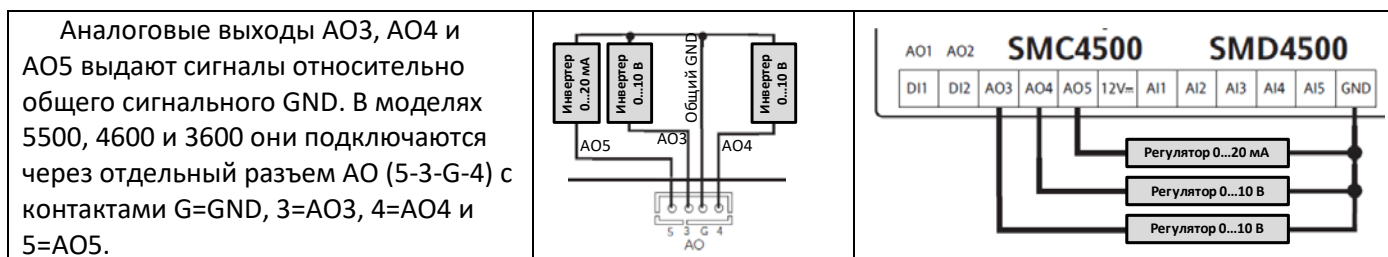 Аналоговые выходы AO3, AO4 и
AO5 выдают сигналы относительно
общего сигнального GND. В моделях
5500, 4600 и 3600 они подключаются
через отдельный разъем AO (5-3-G-4) с
контактами G=GND, 3=AO3, 4=AO4 и
5=AO5.
Инвертер
0...20 мА
Инвертер
0...10 В
Общий GND
Инвертер
0...10 В
AO5
AO3
AO4
5 3 G 4
AO
AO1 AO2 SMC4500 SMD4500
DI1 DI2 AO3 AO4 AO5 12V= AI1 AI2 AI3 AI4 AI5 GND
Регулятор 0...20 мА
Регулятор 0...10 В
Регулятор 0...10 В